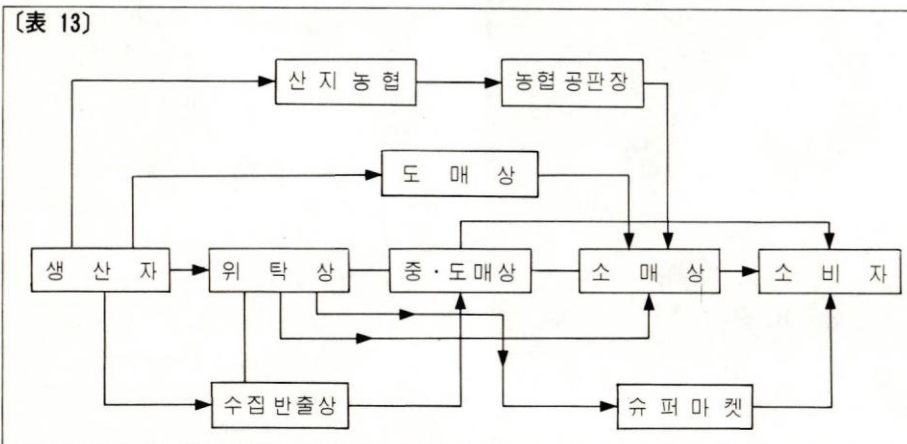 〔表 13〕
산지농협 농협공판장
도매상
생산자 위탁상 중·도매상 소매상 소비자
수집반출상 슈퍼마켓